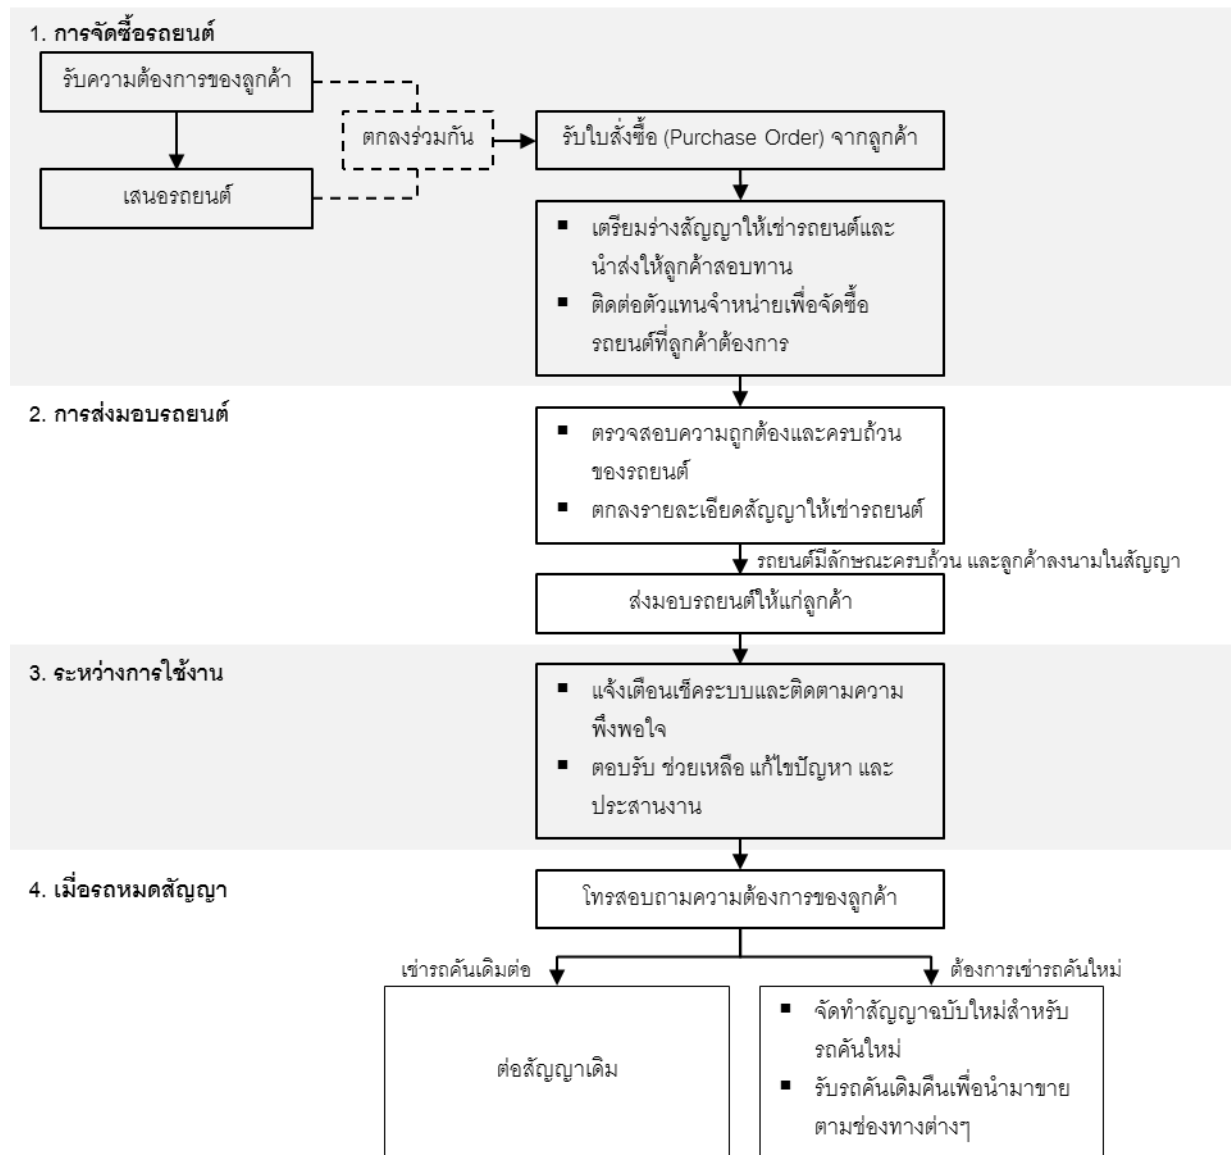 1. การจัดซื้อรถยนต์
รับความต้องการของลูกค้า
ตกลงร่วมกัน
รับใบสั่งซื้อ (Purchase Order) จากลูกค้า
เสนอรถยนต์
▪ เตรียมร่างสัญญาให้เช่ารถยนต์และ
นำส่งให้ลูกค้าสอบทาน
▪ ติดต่อตัวแทนจำหน่ายเพื่อจัดซื้อ
รถยนต์ที่ลูกค้าต้องการ
2. การส่งมอบรถยนต์
▪ ตรวจสอบความถูกต้องและครบถ้วน
ของรถยนต์
▪ ตกลงรายละเอียดสัญญาให้เช่ารถยนต์
รถยนต์มีลักษณะครบถ้วน และลูกค้าลงนามในสัญญา
ส่งมอบรถยนต์ให้แก่ลูกค้า
3. ระหว่างการใช้งาน
▪ แจ้งเตือนเช็คระบบและติดตามความ
พึงพอใจ
▪ ตอบรับ ช่วยเหลือ แก้ไขปัญหา และ
ประสานงาน
4. เมื่อรถหมดสัญญา
โทรสอบถามความต้องการของลูกค้า
เช่ารถคันเดิมต่อ
ต้องการเช่ารถคันใหม่
ต่อสัญญาเดิม
▪ จัดทำสัญญาฉบับใหม่สำหรับ
รถคันใหม่
▪ รับรถคันเดิมคืนเพื่อนำมาขาย
ตามช่องทางต่างๆ